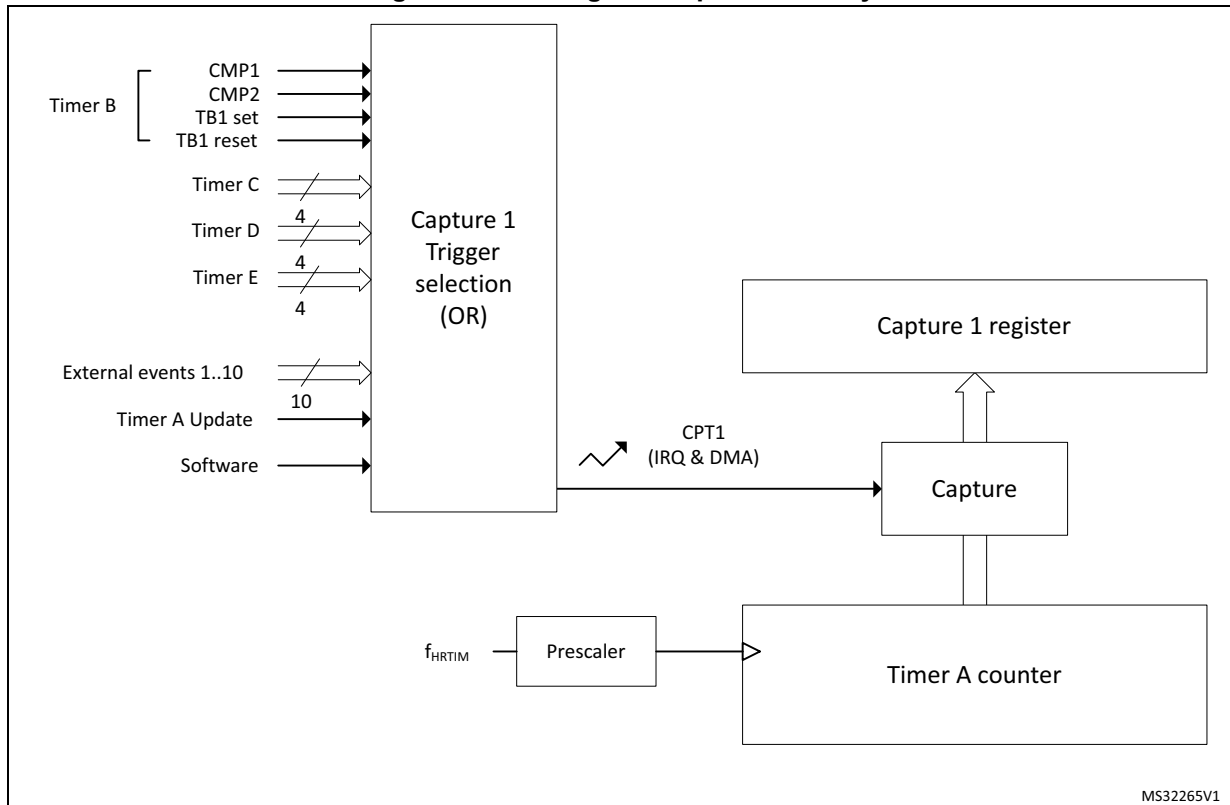 CMP1
CMP2
Timer B
TB1 set
TB1 reset
Timer C
4
Timer D
4
Timer E
4
Capture 1
Trigger
selection
(OR)
External events 1..10
10
Timer A Update
Software
CPT1
(IRQ & DMA)
Capture 1 register
Capture
fHRTIM
Prescaler
Timer A counter
MS32265V1